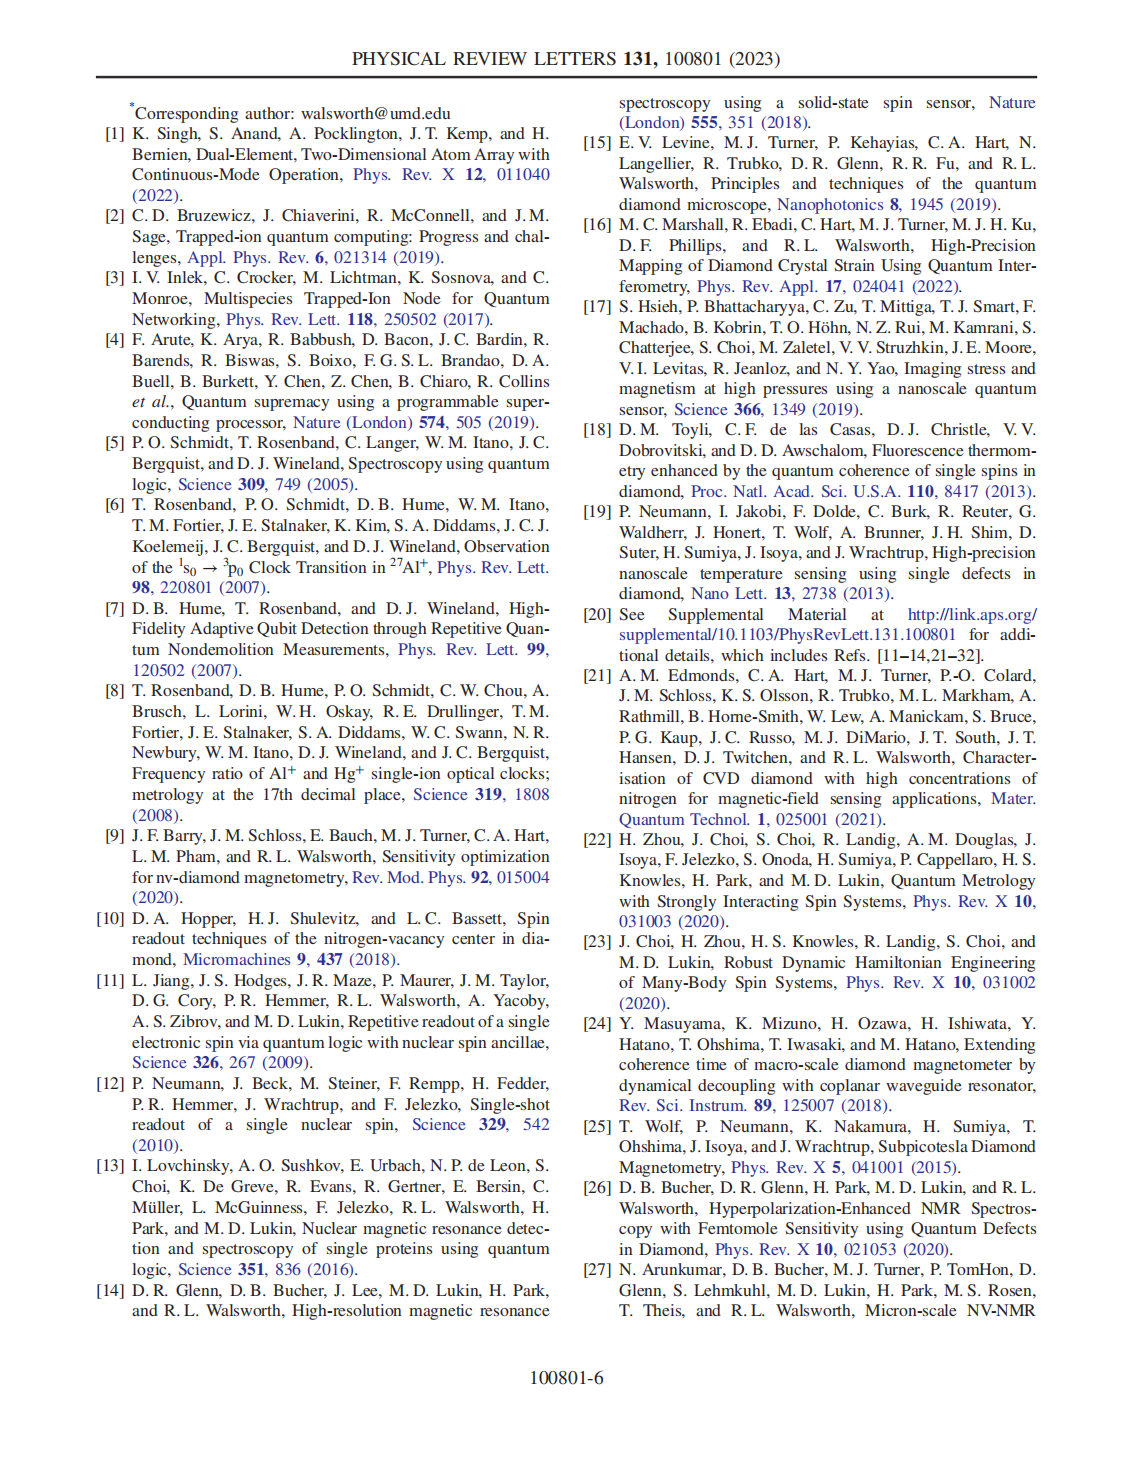 PHYSICAL REVIEW LETTERS 131, 100801 (2023)
*Corresponding author: walsworth@umd.edu
[1] K. Singh, S. Anand, A. Pocklington, J. T. Kemp, and H.
Bernien, Dual-Element, Two-Dimensional Atom Array with
Continuous-Mode Operation, Phys. Rev. X 12, 011040
(2022).
[2] C. D. Bruzewicz, J. Chiaverini, R. McConnell, and J. M.
Sage, Trapped-ion quantum computing: Progress and chal-
lenges, Appl. Phys. Rev. 6, 021314 (2019).
[3] I. V. Inlek, C. Crocker, M. Lichtman, K. Sosnova, and C.
Monroe, Multispecies Trapped-Ion Node for Quantum
Networking, Phys. Rev. Lett. 118, 250502 (2017).
[4] F. Arute, K. Arya, R. Babbush, D. Bacon, J. C. Bardin, R.
Barends, R. Biswas, S. Boixo, F. G. S. L. Brandao, D. A.
Buell, B. Burkett, Y. Chen, Z. Chen, B. Chiaro, R. Collins
et al., Quantum supremacy using a programmable super-
conducting processor, Nature (London) 574, 505 (2019).
[5] P. O. Schmidt, T. Rosenband, C. Langer, W. M. Itano, J. C.
Bergquist, and D. J. Wineland, Spectroscopy using quantum
logic, Science 309, 749 (2005).
[6] T. Rosenband, P. O. Schmidt, D. B. Hume, W. M. Itano,
T. M. Fortier, J. E. Stalnaker, K. Kim, S. A. Diddams, J. C. J.
Koelemeij, J. C. Bergquist, and D. J. Wineland, Observation
of the ¹s₀ → ³p₀ Clock Transition in ²⁷Al⁺, Phys. Rev. Lett.
98, 220801 (2007).
[7] D. B. Hume, T. Rosenband, and D. J. Wineland, High-
Fidelity Adaptive Qubit Detection through Repetitive Quan-
tum Nondemolition Measurements, Phys. Rev. Lett. 99,
120502 (2007).
[8] T. Rosenband, D. B. Hume, P. O. Schmidt, C. W. Chou, A.
Brusch, L. Lorini, W. H. Oskay, R. E. Drullinger, T. M.
Fortier, J. E. Stalnaker, S. A. Diddams, W. C. Swann, N. R.
Newbury, W. M. Itano, D. J. Wineland, and J. C. Bergquist,
Frequency ratio of Al⁺ and Hg⁺ single-ion optical clocks;
metrology at the 17th decimal place, Science 319, 1808
(2008).
[9] J. F. Barry, J. M. Schloss, E. Bauch, M. J. Turner, C. A. Hart,
L. M. Pham, and R. L. Walsworth, Sensitivity optimization
for nv-diamond magnetometry, Rev. Mod. Phys. 92, 015004
(2020).
[10] D. A. Hopper, H. J. Shulevitz, and L. C. Bassett, Spin
readout techniques of the nitrogen-vacancy center in dia-
mond, Micromachines 9, 437 (2018).
[11] L. Jiang, J. S. Hodges, J. R. Maze, P. Maurer, J. M. Taylor,
D. G. Cory, P. R. Hemmer, R. L. Walsworth, A. Yacoby,
A. S. Zibrov, and M. D. Lukin, Repetitive readout of a single
electronic spin via quantum logic with nuclear spin ancillae,
Science 326, 267 (2009).
[12] P. Neumann, J. Beck, M. Steiner, F. Rempp, H. Fedder,
P. R. Hemmer, J. Wrachtrup, and F. Jelezko, Single-shot
readout of a single nuclear spin, Science 329, 542
(2010).
[13] I. Lovchinsky, A. O. Sushkov, E. Urbach, N. P. de Leon, S.
Choi, K. De Greve, R. Evans, R. Gertner, E. Bersin, C.
Müller, L. McGuinness, F. Jelezko, R. L. Walsworth, H.
Park, and M. D. Lukin, Nuclear magnetic resonance detec-
tion and spectroscopy of single proteins using quantum
logic, Science 351, 836 (2016).
[14] D. R. Glenn, D. B. Bucher, J. Lee, M. D. Lukin, H. Park,
and R. L. Walsworth, High-resolution magnetic resonance
spectroscopy using a solid-state spin sensor, Nature
(London) 555, 351 (2018).
[15] E. V. Levine, M. J. Turner, P. Kehayias, C. A. Hart, N.
Langellier, R. Trubko, D. R. Glenn, R. R. Fu, and R. L.
Walsworth, Principles and techniques of the quantum
diamond microscope, Nanophotonics 8, 1945 (2019).
[16] M. C. Marshall, R. Ebadi, C. Hart, M. J. Turner, M. J. H. Ku,
D. F. Phillips, and R. L. Walsworth, High-Precision
Mapping of Diamond Crystal Strain Using Quantum Inter-
ferometry, Phys. Rev. Appl. 17, 024041 (2022).
[17] S. Hsieh, P. Bhattacharyya, C. Zu, T. Mittiga, T. J. Smart, F.
Machado, B. Kobrin, T. O. Höhn, N. Z. Rui, M. Kamrani, S.
Chatterjee, S. Choi, M. Zaletel, V. V. Struzhkin, J. E. Moore,
V. I. Levitas, R. Jeanloz, and N. Y. Yao, Imaging stress and
magnetism at high pressures using a nanoscale quantum
sensor, Science 366, 1349 (2019).
[18] D. M. Toyli, C. F. de las Casas, D. J. Christle, V. V.
Dobrovitski, and D. D. Awschalom, Fluorescence thermom-
etry enhanced by the quantum coherence of single spins in
diamond, Proc. Natl. Acad. Sci. U.S.A. 110, 8417 (2013).
[19] P. Neumann, I. Jakobi, F. Dolde, C. Burk, R. Reuter, G.
Waldherr, J. Honert, T. Wolf, A. Brunner, J. H. Shim, D.
Suter, H. Sumiya, J. Isoya, and J. Wrachtrup, High-precision
nanoscale temperature sensing using single defects in
diamond, Nano Lett. 13, 2738 (2013).
[20] See Supplemental Material at http://link.aps.org/
supplemental/10.1103/PhysRevLett.131.100801 for addi-
tional details, which includes Refs. [11–14,21–32].
[21] A. M. Edmonds, C. A. Hart, M. J. Turner, P.-O. Colard,
J. M. Schloss, K. S. Olsson, R. Trubko, M. L. Markham, A.
Rathmill, B. Horne-Smith, W. Lew, A. Manickam, S. Bruce,
P. G. Kaup, J. C. Russo, M. J. DiMario, J. T. South, J. T.
Hansen, D. J. Twitchen, and R. L. Walsworth, Character-
isation of CVD diamond with high concentrations of
nitrogen for magnetic-field sensing applications, Mater.
Quantum Technol. 1, 025001 (2021).
[22] H. Zhou, J. Choi, S. Choi, R. Landig, A. M. Douglas, J.
Isoya, F. Jelezko, S. Onoda, H. Sumiya, P. Cappellaro, H. S.
Knowles, H. Park, and M. D. Lukin, Quantum Metrology
with Strongly Interacting Spin Systems, Phys. Rev. X 10,
031003 (2020).
[23] J. Choi, H. Zhou, H. S. Knowles, R. Landig, S. Choi, and
M. D. Lukin, Robust Dynamic Hamiltonian Engineering
of Many-Body Spin Systems, Phys. Rev. X 10, 031002
(2020).
[24] Y. Masuyama, K. Mizuno, H. Ozawa, H. Ishiwata, Y.
Hatano, T. Ohshima, T. Iwasaki, and M. Hatano, Extending
coherence time of macro-scale diamond magnetometer by
dynamical decoupling with coplanar waveguide resonator,
Rev. Sci. Instrum. 89, 125007 (2018).
[25] T. Wolf, P. Neumann, K. Nakamura, H. Sumiya, T.
Ohshima, J. Isoya, and J. Wrachtrup, Subpicotesla Diamond
Magnetometry, Phys. Rev. X 5, 041001 (2015).
[26] D. B. Bucher, D. R. Glenn, H. Park, M. D. Lukin, and R. L.
Walsworth, Hyperpolarization-Enhanced NMR Spectros-
copy with Femtomole Sensitivity using Quantum Defects
in Diamond, Phys. Rev. X 10, 021053 (2020).
[27] N. Arunkumar, D. B. Bucher, M. J. Turner, P. TomHon, D.
Glenn, S. Lehmkuhl, M. D. Lukin, H. Park, M. S. Rosen,
T. Theis, and R. L. Walsworth, Micron-scale NV-NMR
100801-6